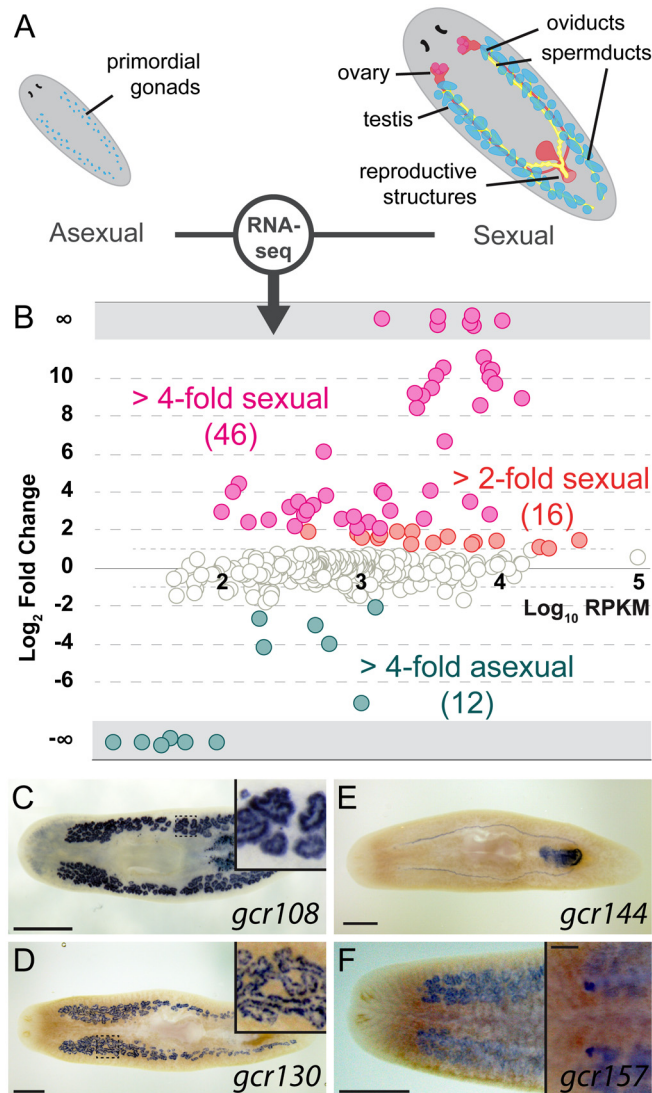 A
primordial
gonads
ovary
testis
oviducts
spermducts
reproductive
structures
Asexual
RNA-
seq
Sexual
B
∞
10
8
6
4
2
0
-2
-4
-6
-∞
Log2 Fold Change
> 4-fold sexual
(46)
> 2-fold sexual
(16)
2
3
4
5
Log10 RPKM
> 4-fold asexual
(12)
C
gcr108
E
gcr144
D
gcr130
F
gcr157